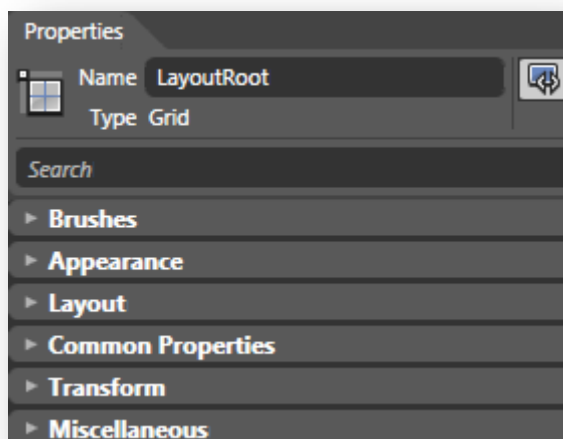 Properties
Name LayoutRoot
Type Grid
Search
Brushes
Appearance
Layout
Common Properties
Transform
Miscellaneous